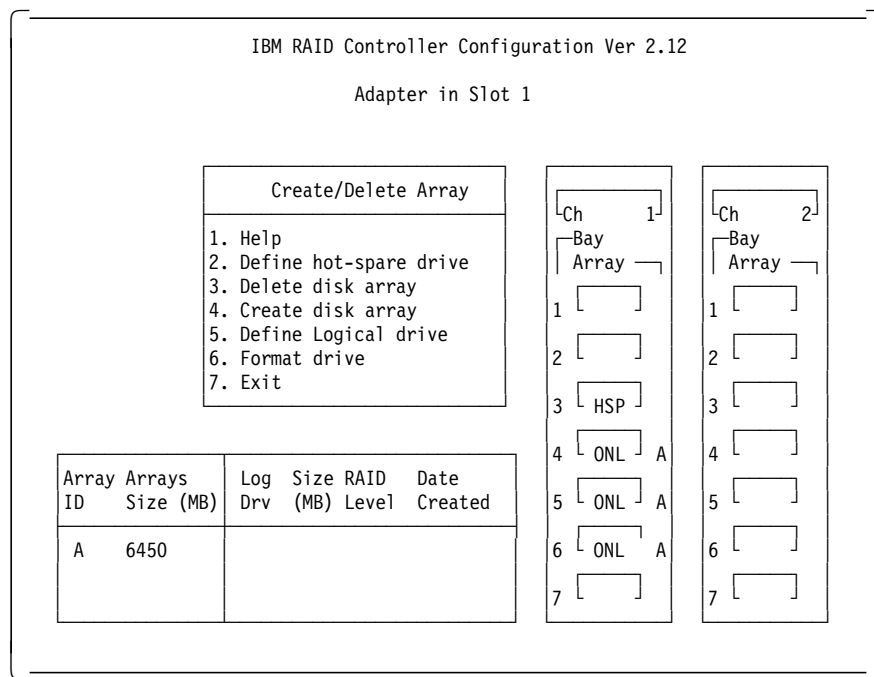 IBM RAID Controller Configuration Ver 2.12
Adapter in Slot 1
Create/Delete Array
1. Help
2. Define hot-spare drive
3. Delete disk array
4. Create disk array
5. Define Logical drive
6. Format drive
7. Exit
Ch 1
Bay
Array
1
2
3 HSP
4 ONL A
5 ONL A
6 ONL A
7
Ch 2
Bay
Array
1
2
3
4
5
6
7
Array Arrays Log Size RAID Date
ID Size (MB) Drv (MB) Level Created
A 6450